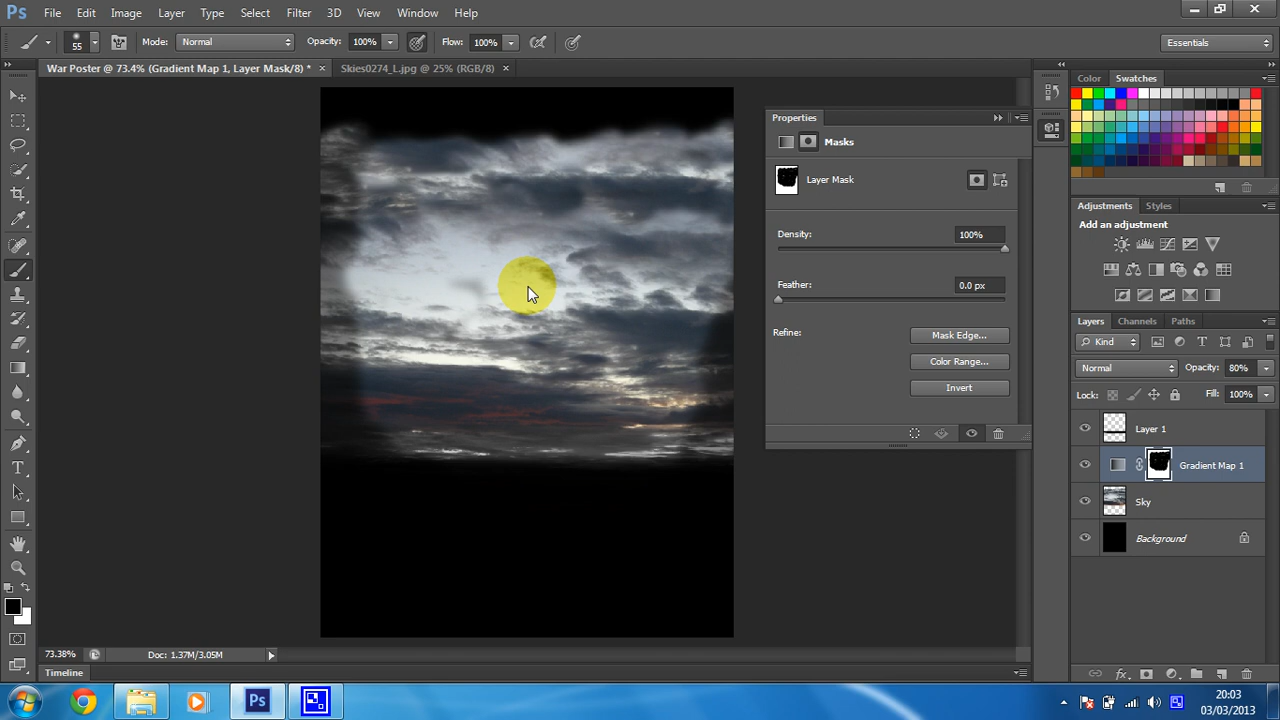 Ps File Edit Image Layer Type Select Filter 3D View Window Help
55 Mode: Normal Opacity: 100% Flow: 100% Essentials
War Poster @ 73.4% (Gradient Map 1, Layer Mask/8) * × Skies0274_L.jpg @ 25% (RGB/8) ×
Color Swatches
Properties
Masks
Layer Mask
Density: 100%
Feather: 0.0 px
Refine: Mask Edge...
Color Range...
Invert
Adjustments Styles
Add an adjustment
Layers Channels Paths
Kind
Normal Opacity: 80%
Lock: Fill: 100%
Layer 1
Gradient Map 1
Sky
Background
73.38% Doc: 1.37M/3.05M
Timeline
Ps
20:03
03/03/2013